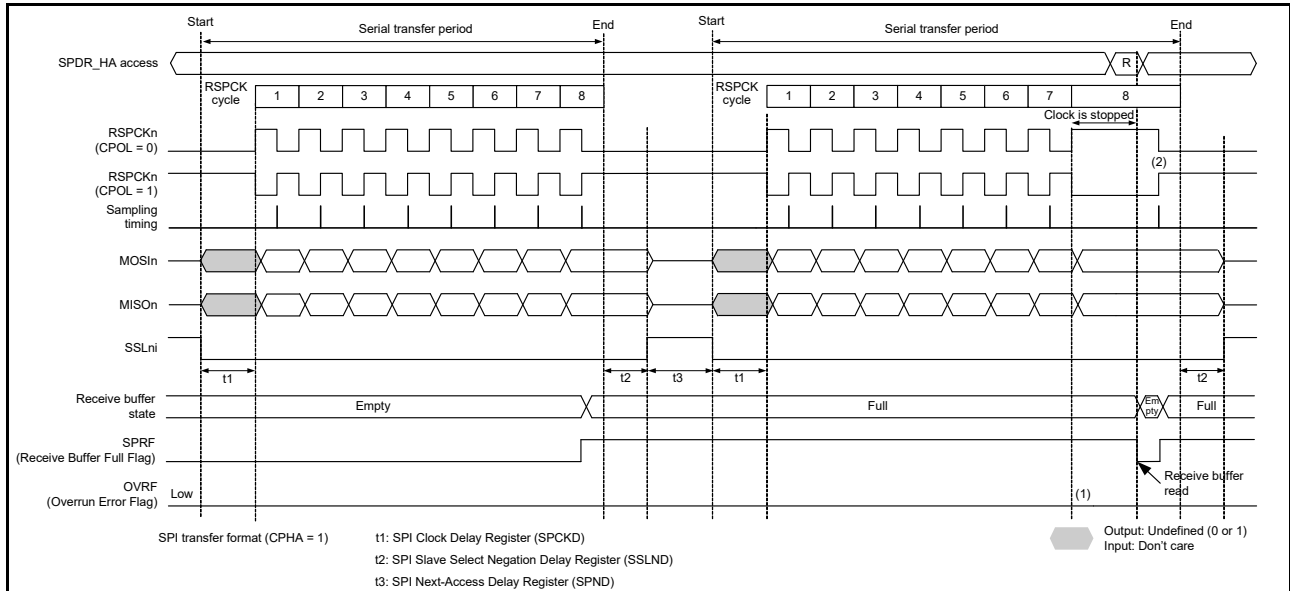 Start
End
Start
End
Serial transfer period
Serial transfer period
SPDR_HA access
R
RSPCK
cycle
1 2 3 4 5 6 7 8
RSPCK
cycle
1 2 3 4 5 6 7 8
Clock is stopped
RSPCKn
(CPOL = 0)
(2)
RSPCKn
(CPOL = 1)
Sampling
timing
MOSIn
MISOn
SSLni
t1
t2
t3
t1
t2
Receive buffer
state
Empty
Full
Em
pty
Full
SPRF
(Receive Buffer Full Flag)
Receive buffer
read
OVRF
(Overrun Error Flag)
Low
(1)
SPI transfer format (CPHA = 1)
t1: SPI Clock Delay Register (SPCKD)
t2: SPI Slave Select Negation Delay Register (SSLND)
t3: SPI Next-Access Delay Register (SPND)
Output: Undefined (0 or 1)
Input: Don't care